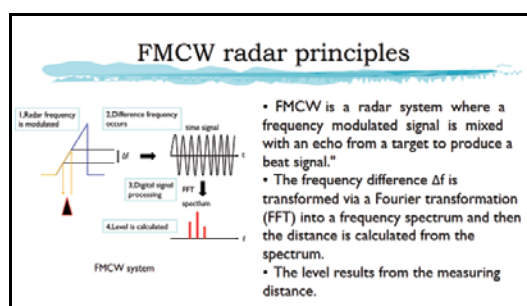 FMCW radar principles
1.Radar frequency
is modulated
2.Difference frequency
occurs
time signal
Δf
t
3.Digital signal
processing
FFT
spectrum
4.Level is calculated
f
FMCW system
• FMCW is a radar system where a
frequency modulated signal is mixed
with an echo from a target to produce a
beat signal."
• The frequency difference Δf is
transformed via a Fourier transformation
(FFT) into a frequency spectrum and then
the distance is calculated from the
spectrum.
• The level results from the measuring
distance.